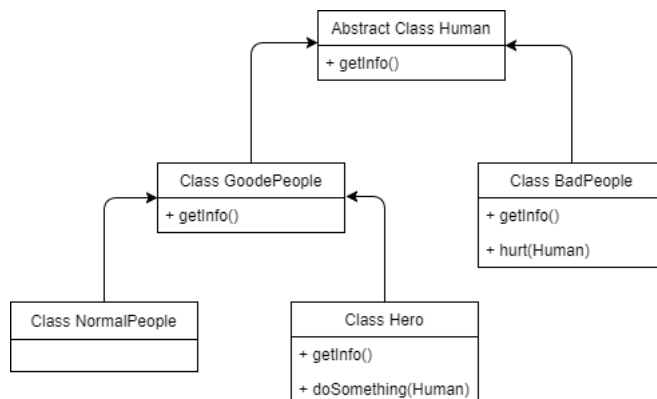 Abstract Class Human
+ getInfo()
Class GoodePeople
+ getInfo()
Class BadPeople
+ getInfo()
+ hurt(Human)
Class NormalPeople
Class Hero
+ getInfo()
+ doSomething(Human)